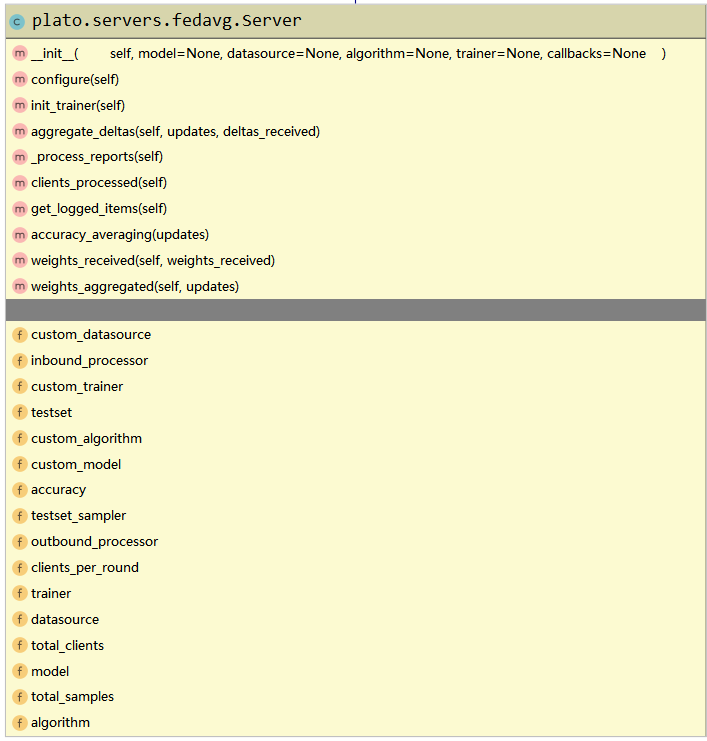 c plato.servers.fedavg.Server
m __init__( self, model=None, datasource=None, algorithm=None, trainer=None, callbacks=None )
m configure(self)
m init_trainer(self)
m aggregate_deltas(self, updates, deltas_received)
m _process_reports(self)
m clients_processed(self)
m get_logged_items(self)
m accuracy_averaging(updates)
m weights_received(self, weights_received)
m weights_aggregated(self, updates)
f custom_datasource
f inbound_processor
f custom_trainer
f testset
f custom_algorithm
f custom_model
f accuracy
f testset_sampler
f outbound_processor
f clients_per_round
f trainer
f datasource
f total_clients
f model
f total_samples
f algorithm